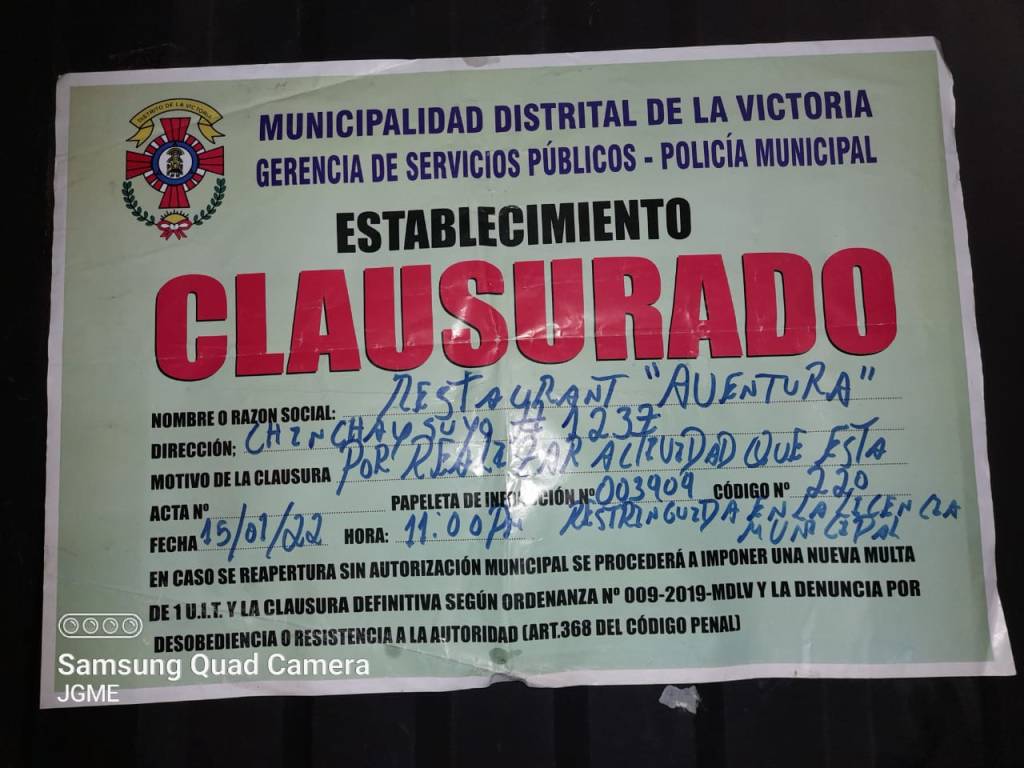 DISTRITO DE LA VICTORIA
MUNICIPALIDAD DISTRITAL DE LA VICTORIA
GERENCIA DE SERVICIOS PÚBLICOS - POLICÍA MUNICIPAL
ESTABLECIMIENTO
CLAUSURADO
NOMBRE O RAZON SOCIAL: RESTAURANT "AVENTURA"
DIRECCIÓN: CHINCHAYSUYO # 1237
MOTIVO DE LA CLAUSURA POR REALIZAR ACTIVIDAD QUE ESTA
ACTA Nº PAPELETA DE INFRACCIÓN Nº 003909 CÓDIGO Nº 220
FECHA 15/01/22 HORA: 11:00PM RESTRINGUIDA EN LA LICENCIA
MUNICIPAL
EN CASO SE REAPERTURA SIN AUTORIZACIÓN MUNICIPAL SE PROCEDERÁ A IMPONER UNA NUEVA MULTA
DE 1 U.I.T. Y LA CLAUSURA DEFINITIVA SEGÚN ORDENANZA Nº 009-2019-MDLV Y LA DENUNCIA POR
DESOBEDIENCIA O RESISTENCIA A LA AUTORIDAD (ART.368 DEL CÓDIGO PENAL)
Samsung Quad Camera
JGME